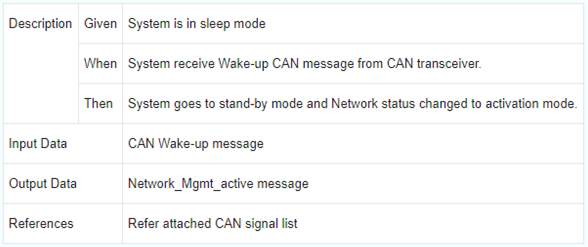 Description Given System is in sleep mode
When System receive Wake-up CAN message from CAN transceiver.
Then System goes to stand-by mode and Network status changed to activation mode.
Input Data CAN Wake-up message
Output Data Network_Mgmt_active message
References Refer attached CAN signal list